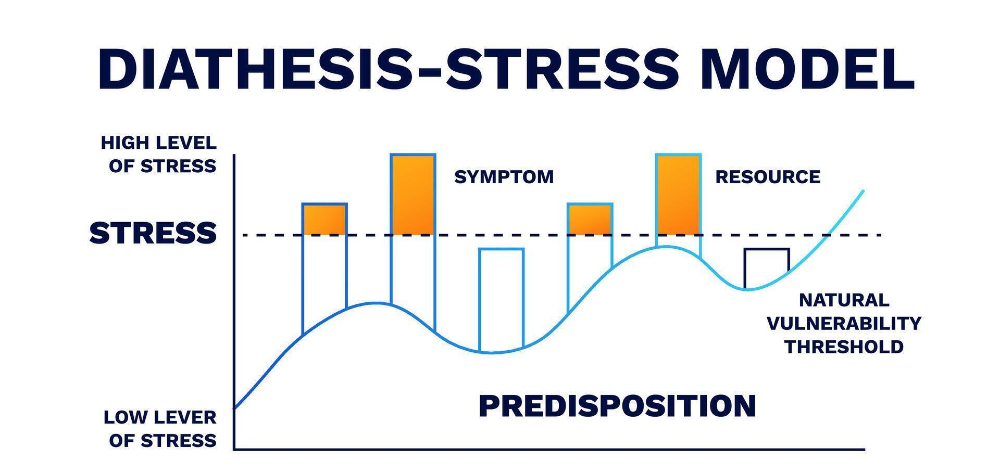 DIATHESIS-STRESS MODEL
HIGH LEVEL
OF STRESS
SYMPTOM
RESOURCE
STRESS
NATURAL
VULNERABILITY
THRESHOLD
PREDISPOSITION
LOW LEVER
OF STRESS